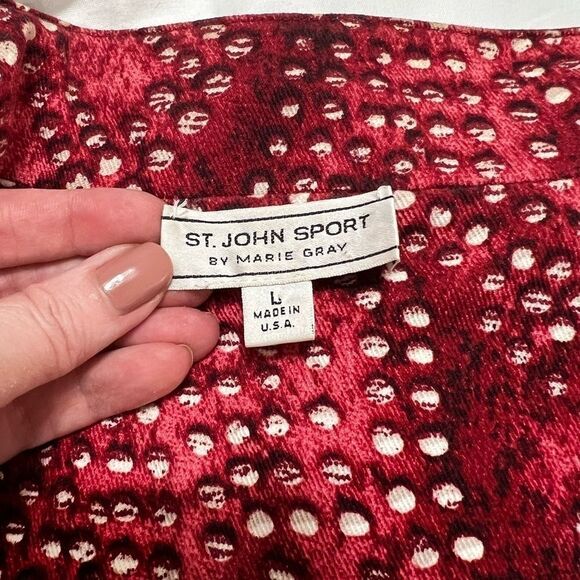 ST. JOHN SPORT
BY MARIE GRAY
L
MADE IN
U.S.A.